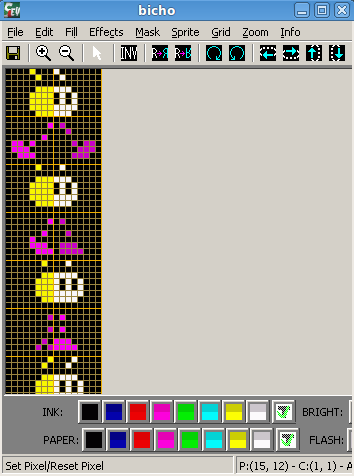 bicho
File Edit Fill Effects Mask Sprite Grid Zoom Info
INV
INK: BRIGHT:
PAPER: FLASH:
Set Pixel/Reset Pixel P:(15, 12) - C:(1, 1) - A